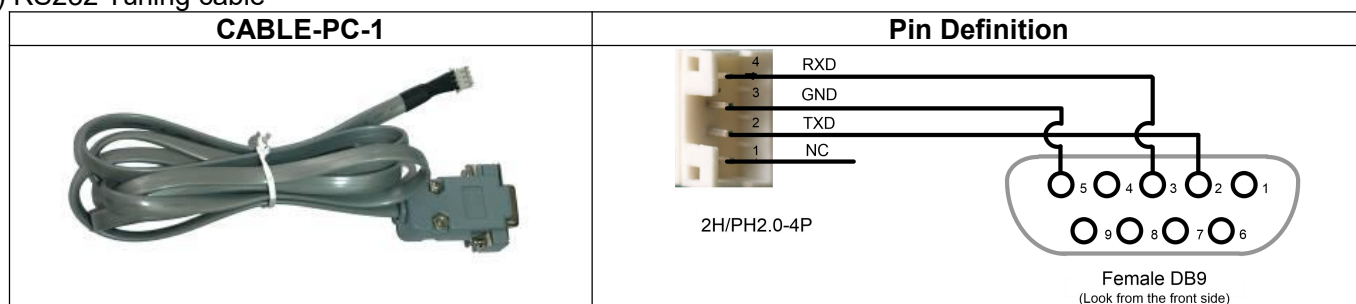 ) RS232 Tuning cable
CABLE-PC-1
Pin Definition
4 RXD
3 GND
2 TXD
1 NC
5 4 3 2 1
9 8 7 6
2H/PH2.0-4P
Female DB9
(Look from the front side)